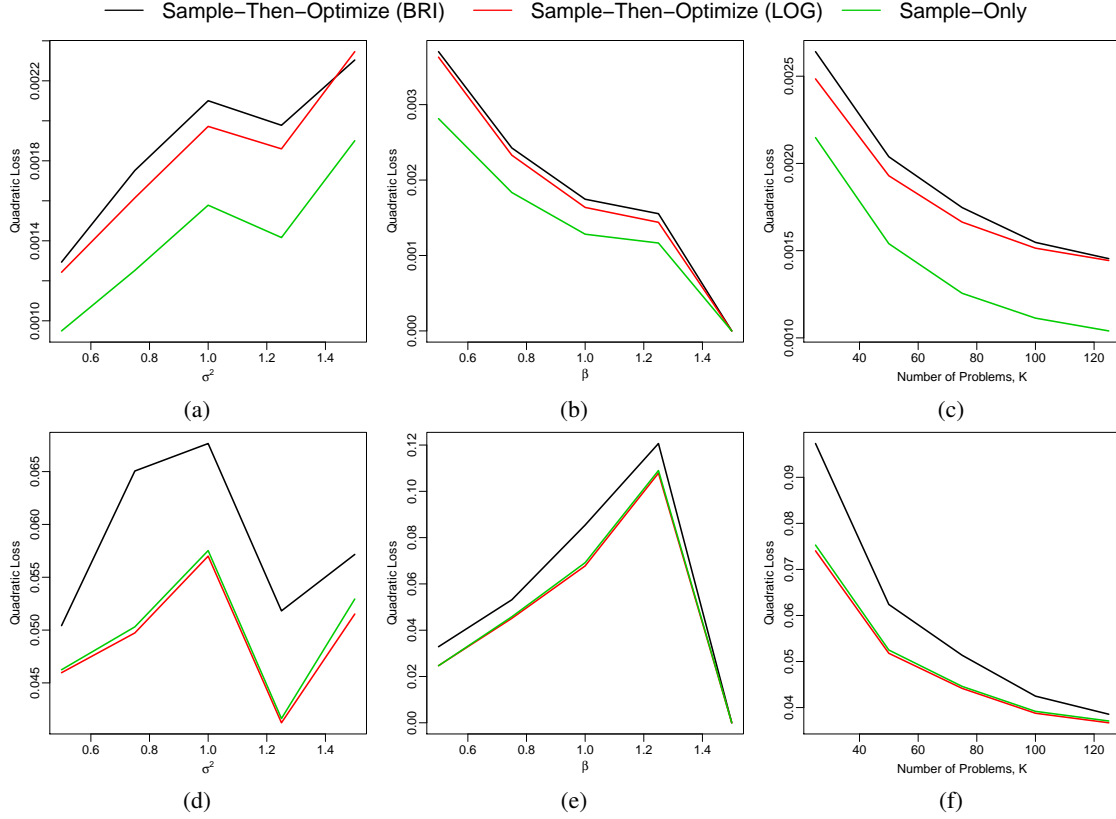 Sample−Then−Optimize (BRI) Sample−Then−Optimize (LOG) Sample−Only
Quadratic Loss
0.0010 0.0014 0.0018 0.0022
0.6 0.8 1.0 1.2 1.4
σ²
(a)
Quadratic Loss
0.000 0.001 0.002 0.003
0.6 0.8 1.0 1.2 1.4
β
(b)
Quadratic Loss
0.0010 0.0015 0.0020 0.0025
40 60 80 100 120
Number of Problems, K
(c)
Quadratic Loss
0.045 0.050 0.055 0.060 0.065
0.6 0.8 1.0 1.2 1.4
σ²
(d)
Quadratic Loss
0.00 0.02 0.04 0.06 0.08 0.10 0.12
0.6 0.8 1.0 1.2 1.4
β
(e)
Quadratic Loss
0.04 0.05 0.06 0.07 0.08 0.09
40 60 80 100 120
Number of Problems, K
(f)